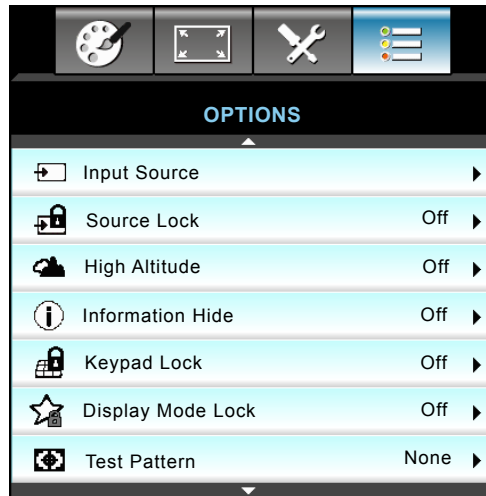 OPTIONS
Input Source
Source Lock Off
High Altitude Off
Information Hide Off
Keypad Lock Off
Display Mode Lock Off
Test Pattern None